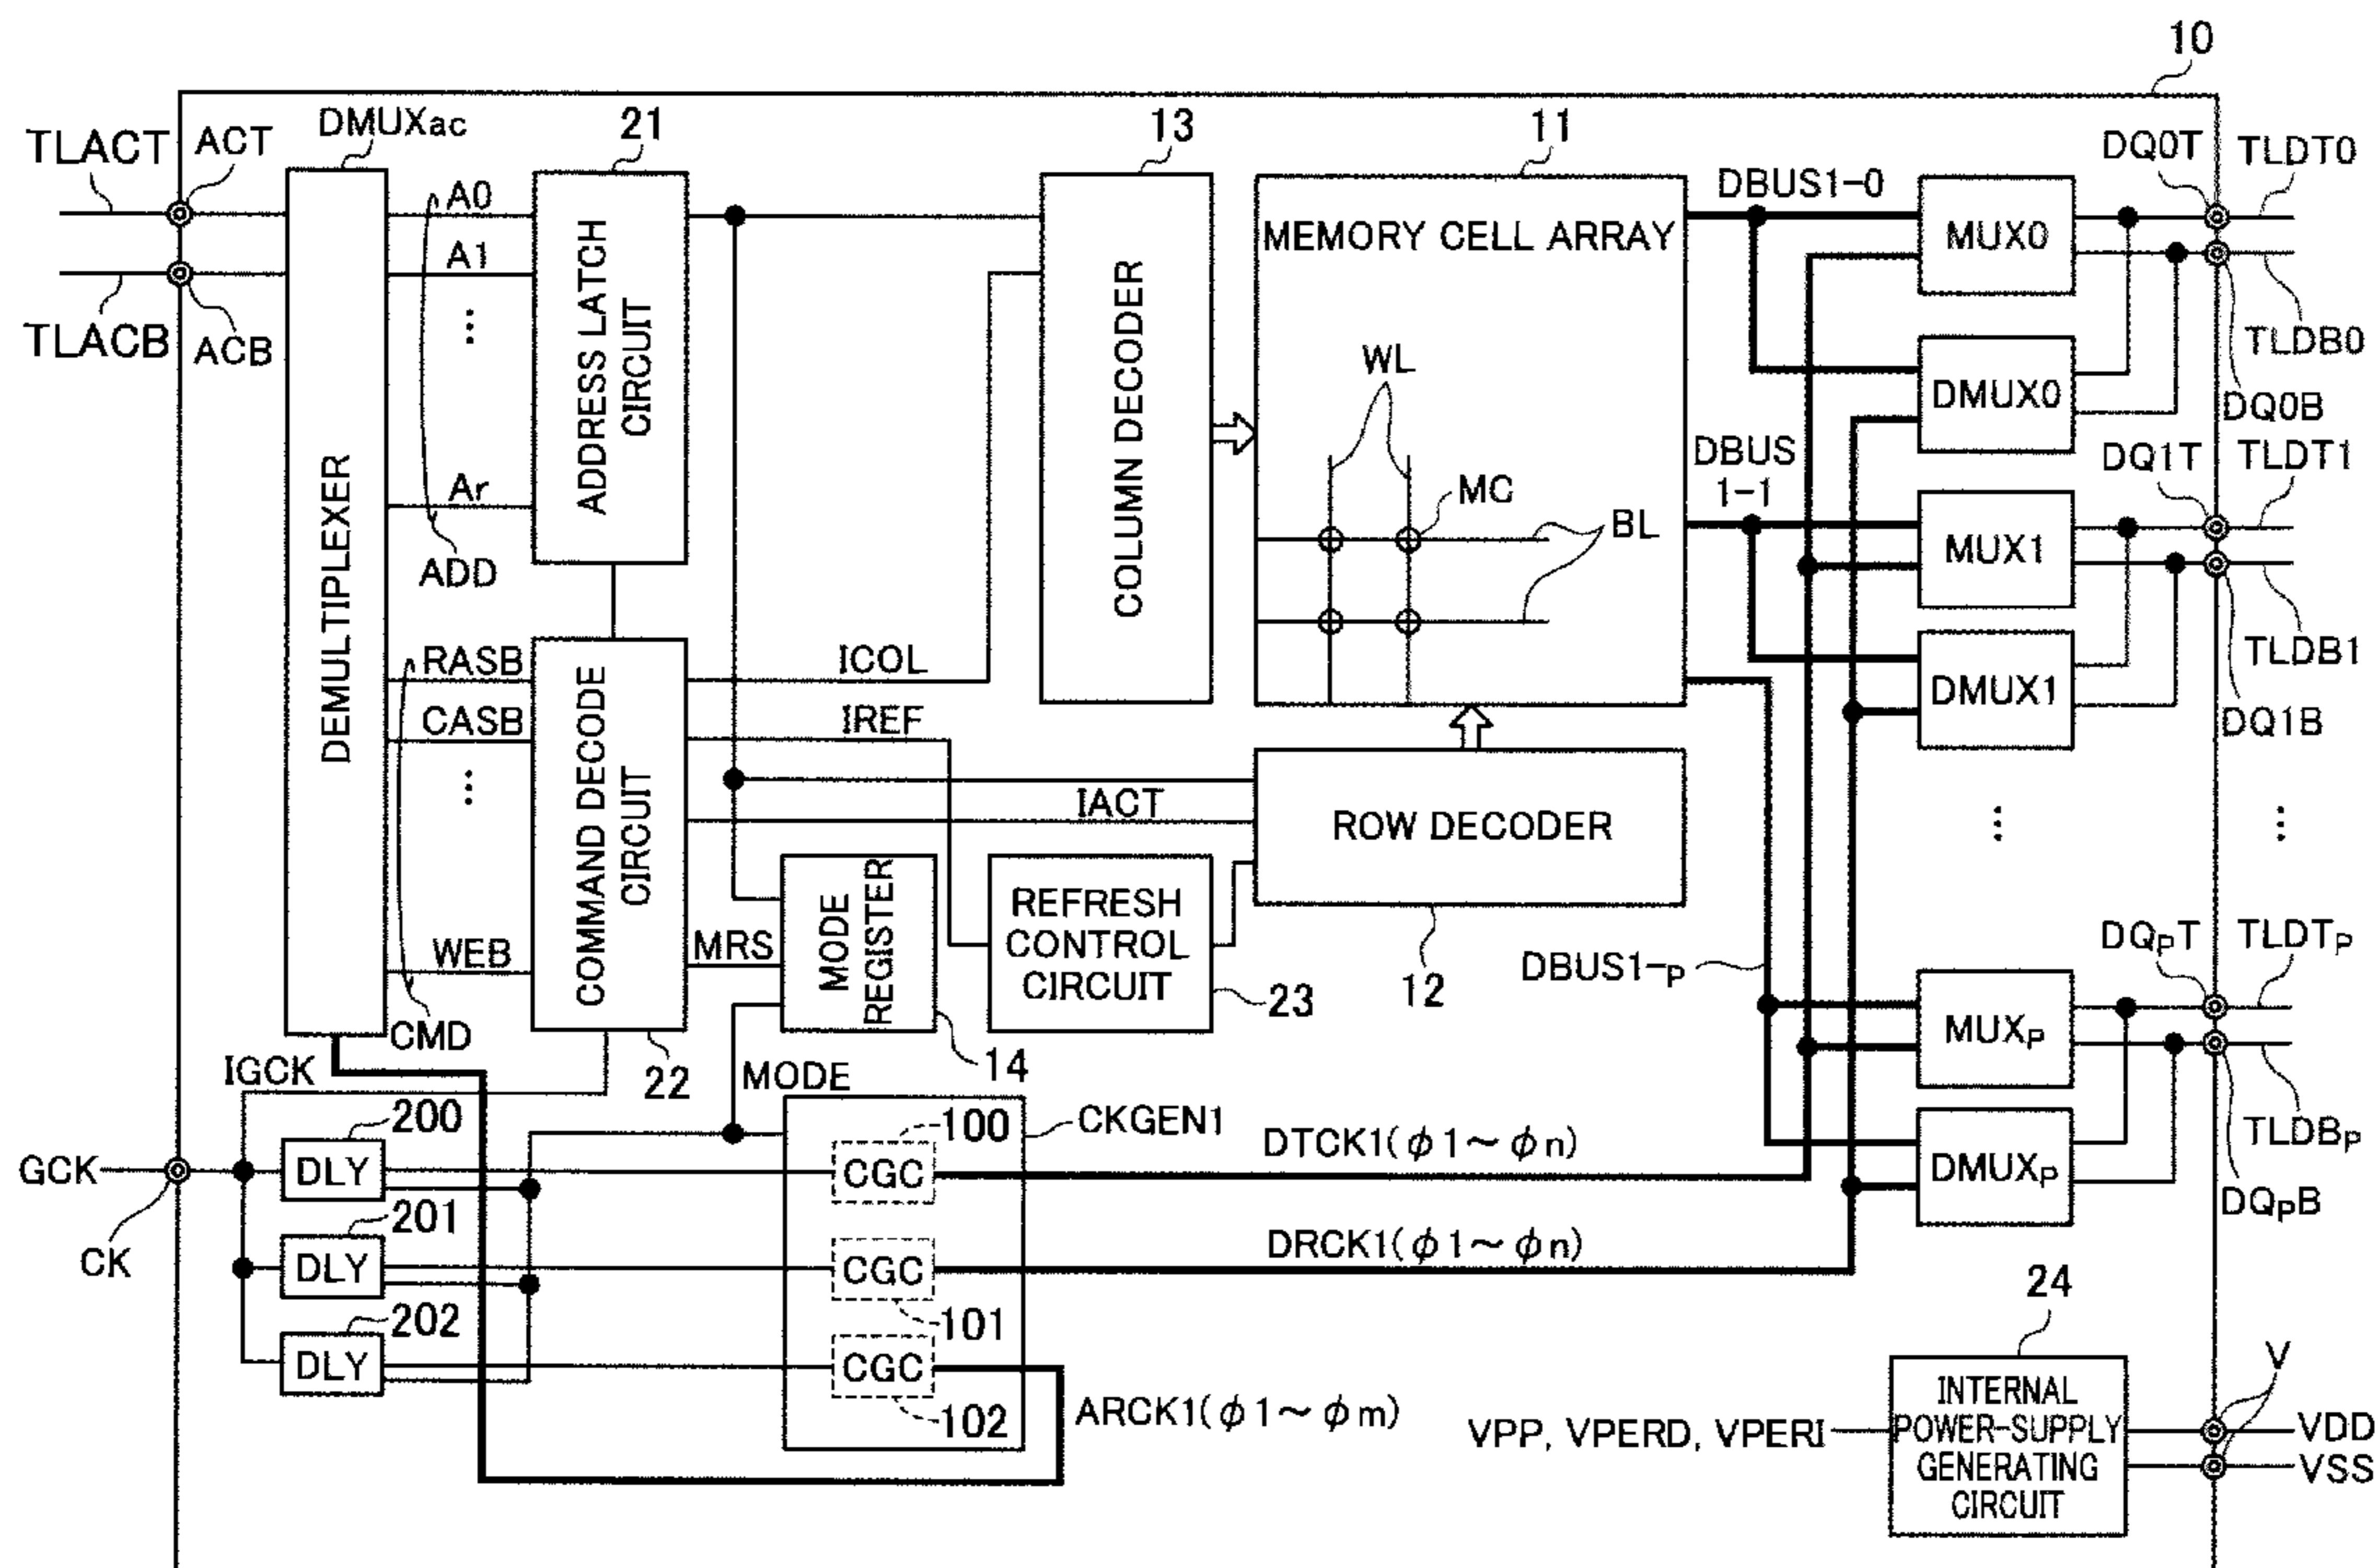 10
TLACT
ACT
DMUXac
21
13
11
DQ0T
TLDT0
TLACB
ACB
DEMULTIPLEXER
A0
A1
⋮
Ar
ADD
ADDRESS LATCH
CIRCUIT
COLUMN DECODER
MEMORY CELL ARRAY
WL
MC
BL
DBUS1-0
MUX0
DMUX0
TLDB0
DQ0B
DBUS
1-1
MUX1
DMUX1
DQ1T
TLDT1
TLDB1
DQ1B
RASB
CASB
⋮
WEB
CMD
COMMAND DECODE
CIRCUIT
22
ICOL
IREF
IACT
MRS
MODE
REGISTER
14
REFRESH
CONTROL
CIRCUIT
23
ROW DECODER
12
DBUS1-P
⋮
⋮
DQPT
TLDTP
MUXP
DMUXP
TLDBP
DQPB
IGCK
MODE
GCK
CK
200
DLY
201
DLY
202
DLY
CKGEN1
100
CGC
CGC
101
CGC
102
DTCK1(ϕ1~ϕn)
DRCK1(ϕ1~ϕn)
ARCK1(ϕ1~ϕm)
24
VPP, VPERD, VPERI
INTERNAL
POWER-SUPPLY
GENERATING
CIRCUIT
V
VDD
VSS